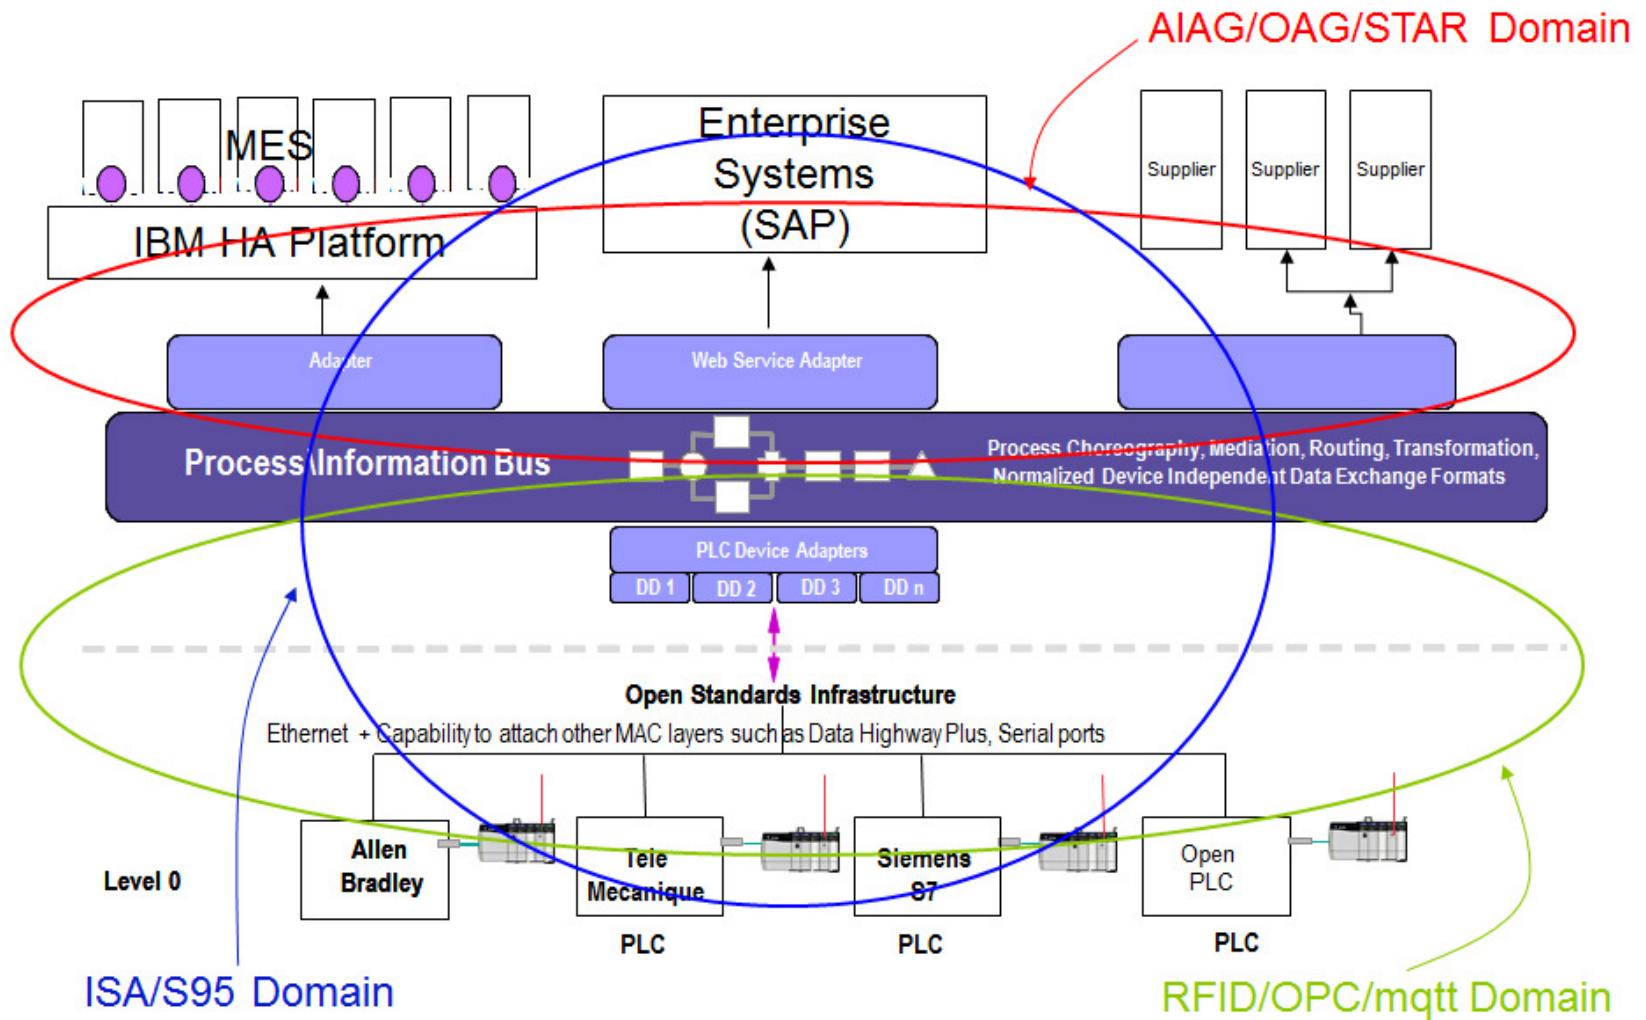 AIAG/OAG/STAR Domain
MES
IBM HA Platform
Enterprise
Systems
(SAP)
Supplier
Supplier
Supplier
Adapter
Web Service Adapter
Process\Information Bus
Process Choreography, Mediation, Routing, Transformation,
Normalized Device Independent Data Exchange Formats
PLC Device Adapters
DD 1
DD 2
DD 3
DD n
Open Standards Infrastructure
Ethernet + Capability to attach other MAC layers such as Data Highway Plus, Serial ports
Level 0
Allen
Bradley
Tele
Mecanique
PLC
Siemens
S7
PLC
Open
PLC
PLC
ISA/S95 Domain
RFID/OPC/mqtt Domain